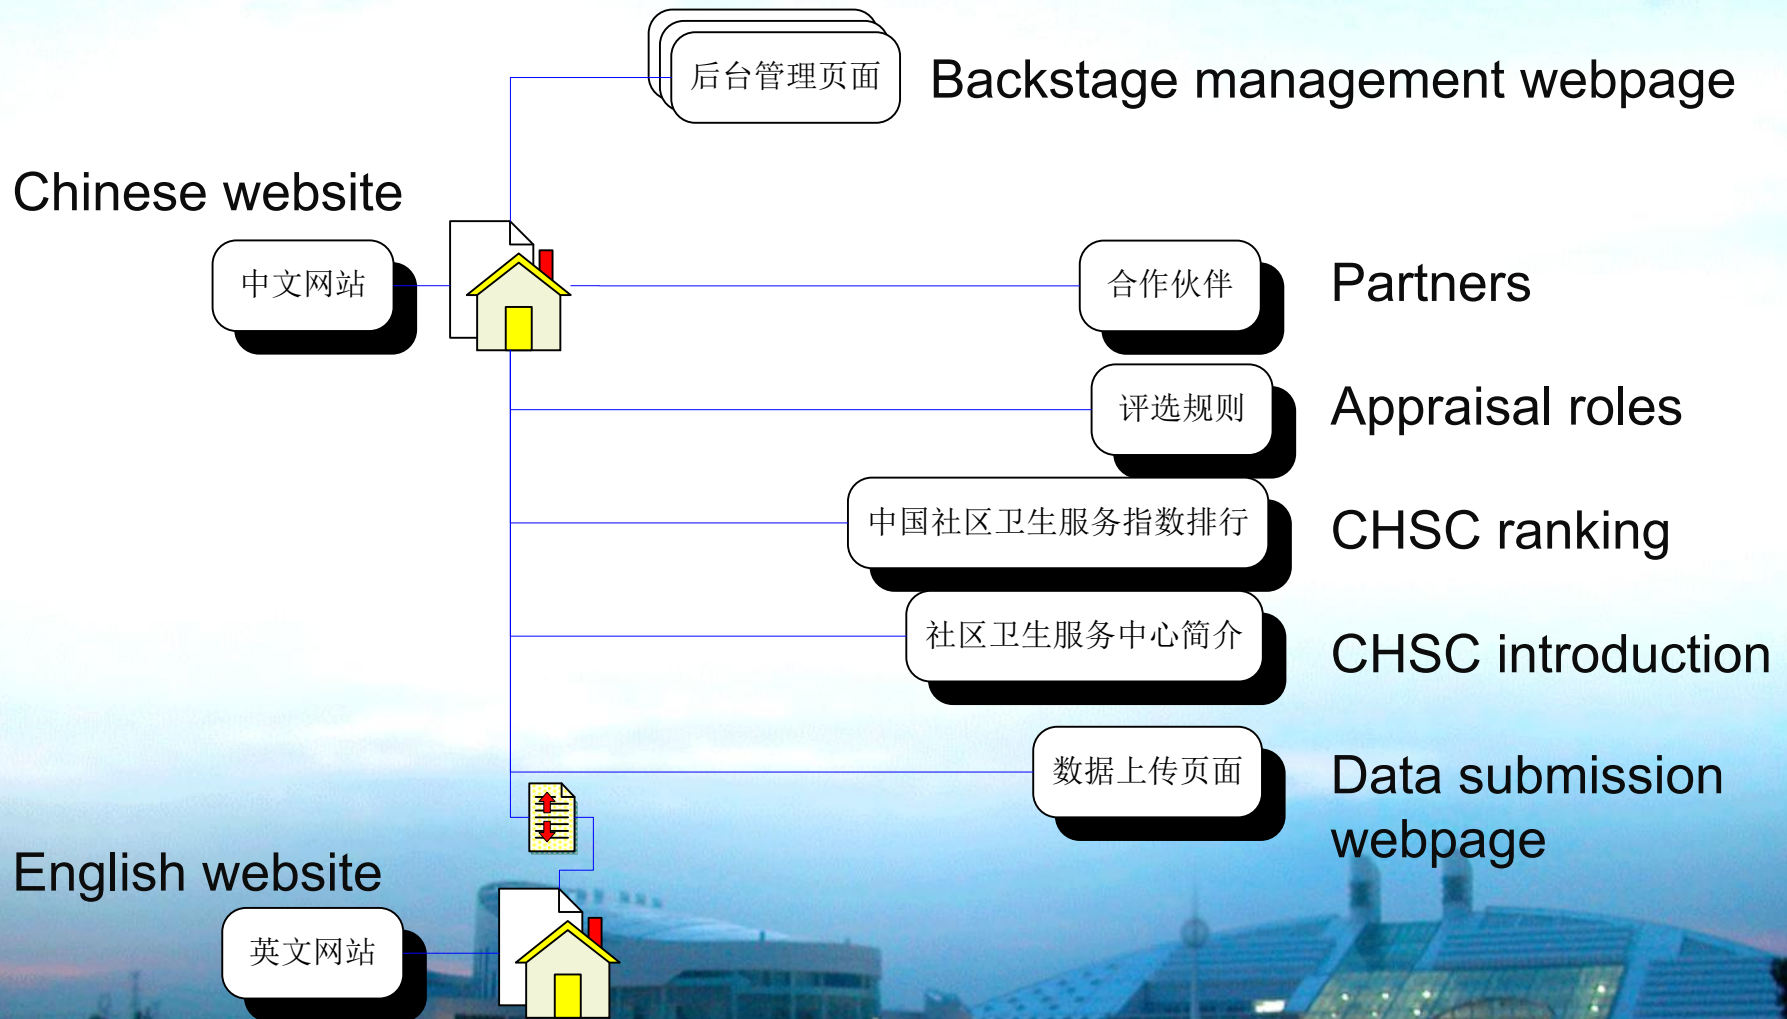 后台管理页面
Backstage management webpage
Chinese website
中文网站
合作伙伴
Partners
评选规则
Appraisal roles
中国社区卫生服务指数排行
CHSC ranking
社区卫生服务中心简介
CHSC introduction
数据上传页面
Data submission
webpage
English website
英文网站